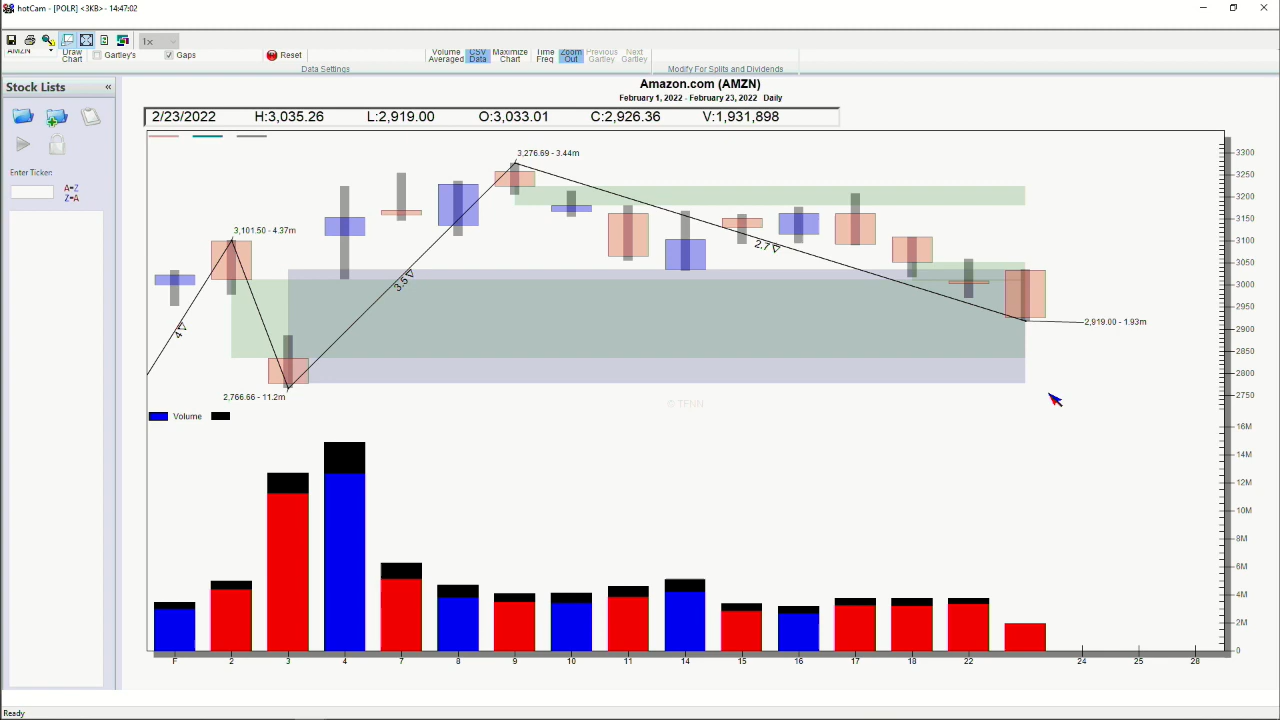 hotCam - [POLR] <3KB>- 14:47:02
1x
AMZN
Draw
Chart
Gartley's
Gaps
Reset
Volume
Averaged
CSV
Data
Maximize
Chart
Time
Freq
Zoom
Out
Previous
Gartley
Next
Gartley
Data Settings
Modify For Splits and Dividends
Stock Lists
«
Enter Ticker:
A=Z
Z=A
Amazon.com (AMZN)
February 1, 2022 - February 23, 2022 Daily
2/23/2022 H:3,035.26 L:2,919.00 O:3,033.01 C:2,926.36 V:1,931,898
3,276.69 - 3.44m
3,101.50 - 4.37m
4
3.5
2.7
2,919.00 - 1.93m
2,766.66 - 11.2m
© TFNN
3300
3250
3200
3150
3100
3050
3000
2950
2900
2850
2800
2750
Volume
16M
14M
12M
10M
8M
6M
4M
2M
0
F 2 3 4 7 8 9 10 11 14 15 16 17 18 22 24 25 28
Ready